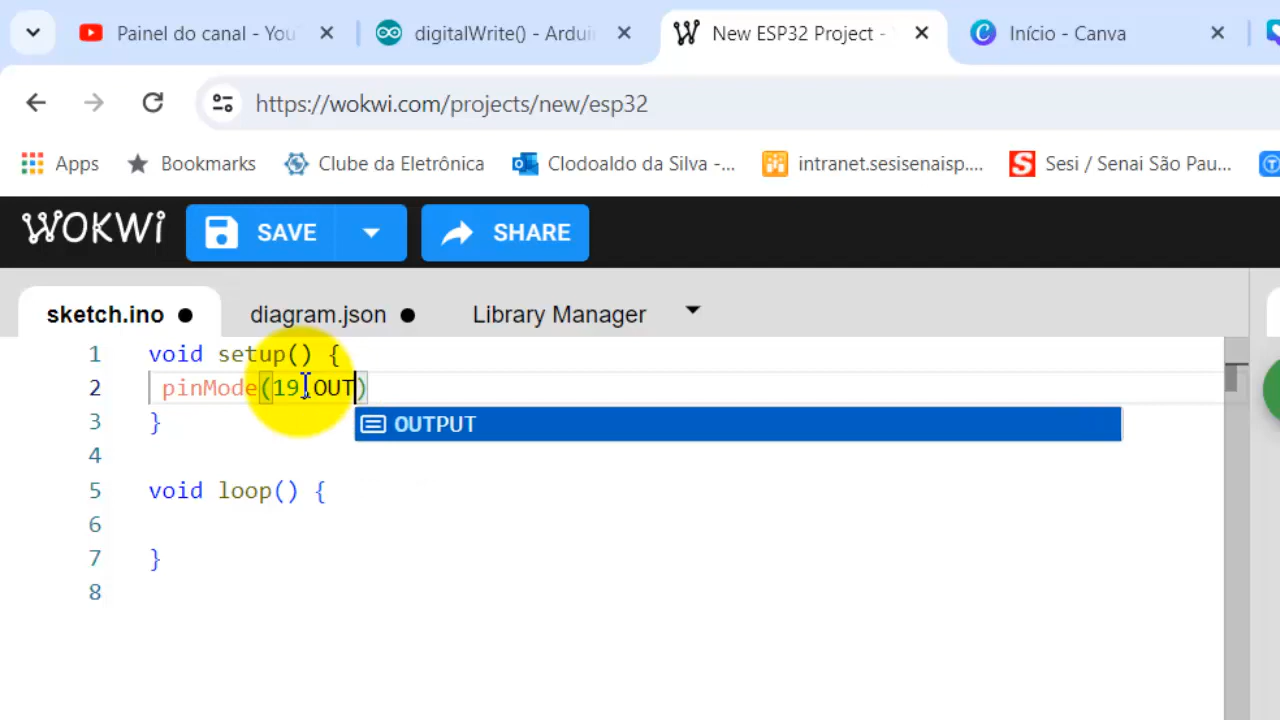 Painel do canal - You
digitalWrite() - Arduin
New ESP32 Project -
Início - Canva
https://wokwi.com/projects/new/esp32
Apps
Bookmarks
Clube da Eletrônica
Clodoaldo da Silva -...
intranet.sesisenaisp....
Sesi / Senai São Pau...
WOKWi
SAVE
SHARE
sketch.ino
diagram.json
Library Manager
1 void setup() {
2 pinMode(19,OUT)
OUTPUT
3 }
4
5 void loop() {
6
7 }
8